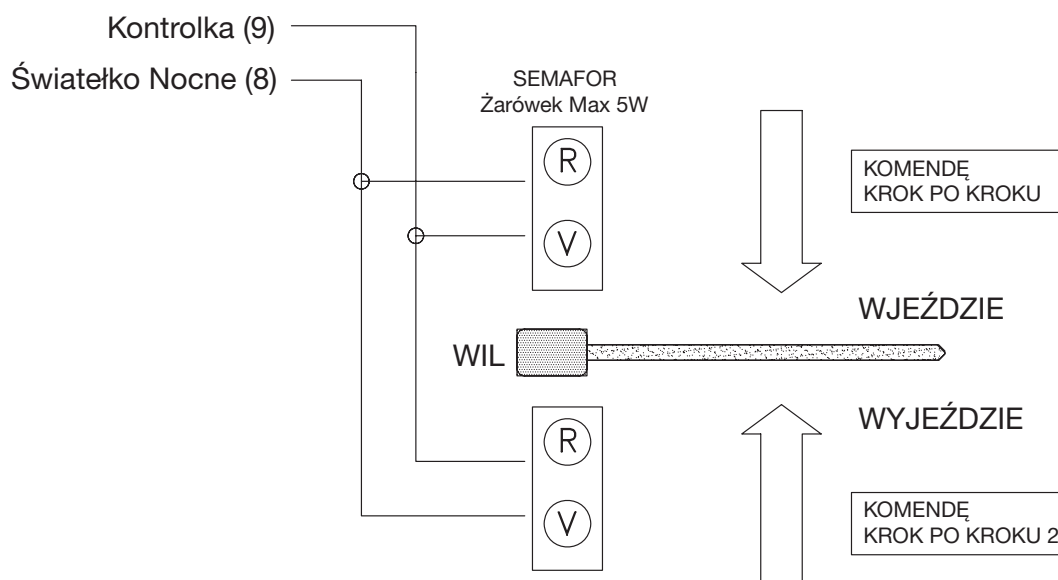 Kontrolka (9)
Światełko Nocne (8)
SEMAFOR
Żarówek Max 5W
R
V
KOMENDĘ
KROK PO KROKU
WJEŹDZIE
WIL
WYJEŹDZIE
R
V
KOMENDĘ
KROK PO KROKU 2